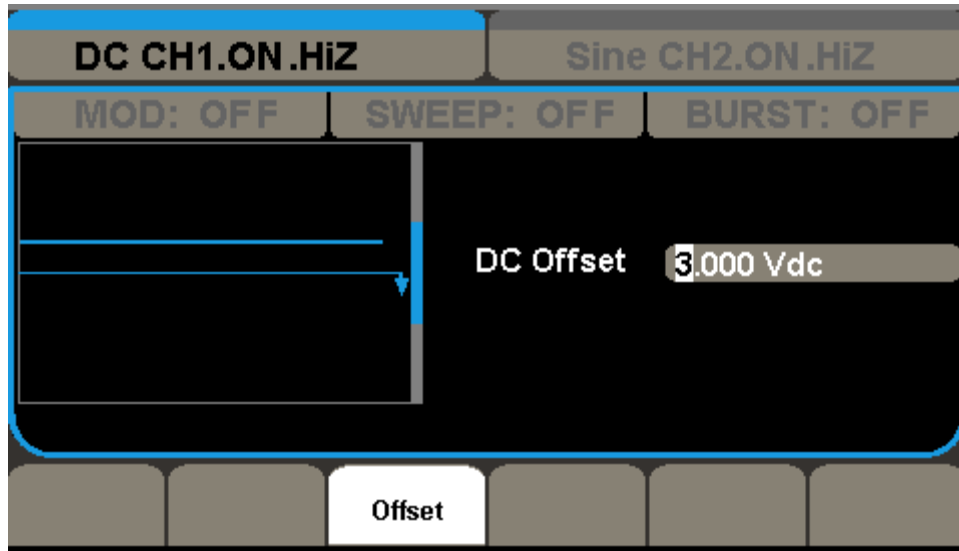 DC CH1.ON.HiZ
Sine CH2.ON.HiZ
MOD: OFF
SWEEP: OFF
BURST: OFF
DC Offset
3.000 Vdc
Offset